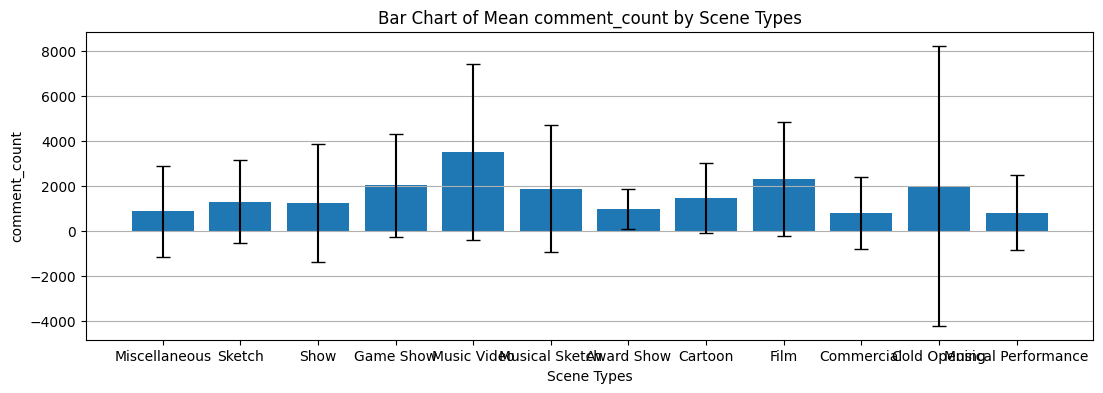 Bar Chart of Mean comment_count by Scene Types
comment_count
8000
6000
4000
2000
0
−2000
−4000
Miscellaneous Sketch Show Game Show Music Video Musical Sketch Award Show Cartoon Film Commercial Cold Opening Musical Performance
Scene Types